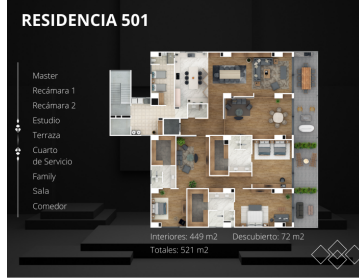 RESIDENCIA 501
Master
Recámara 1
Recámara 2
Estudio
Terraza
Cuarto
de Servicio
Family
Sala
Comedor
Interiores: 449 m2 Descubierto: 72 m2
Totales: 521 m2